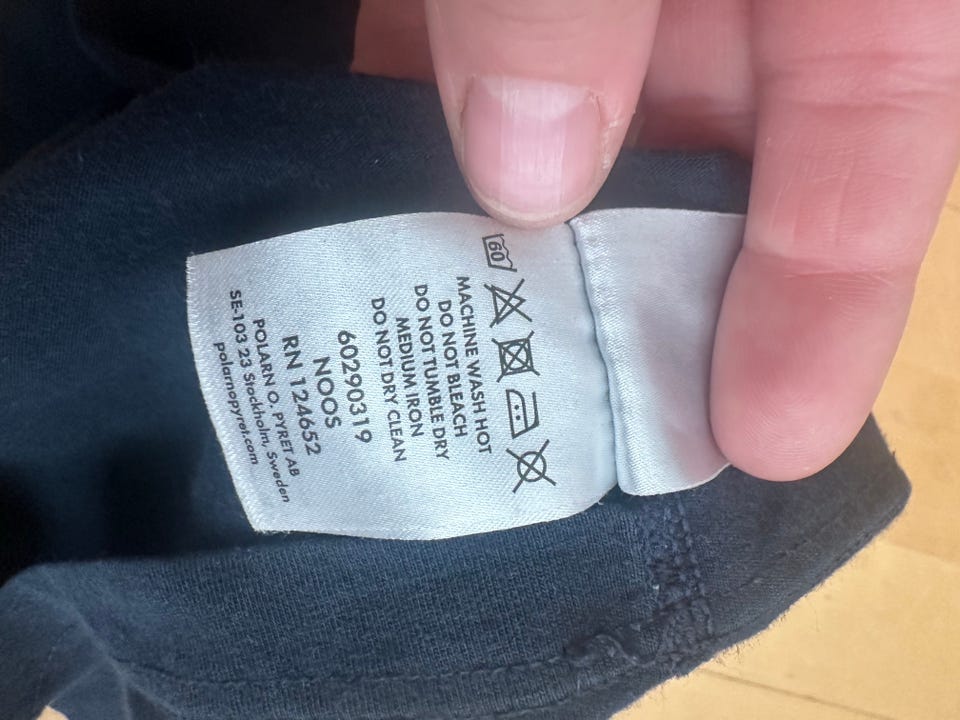 60
MACHINE WASH HOT
DO NOT BLEACH
DO NOT TUMBLE DRY
MEDIUM IRON
DO NOT DRY CLEAN
60290319
NOOS
RN 124652
POLARN O. PYRET AB
SE-103 23 Stockholm, Sweden
polarnopyret.com